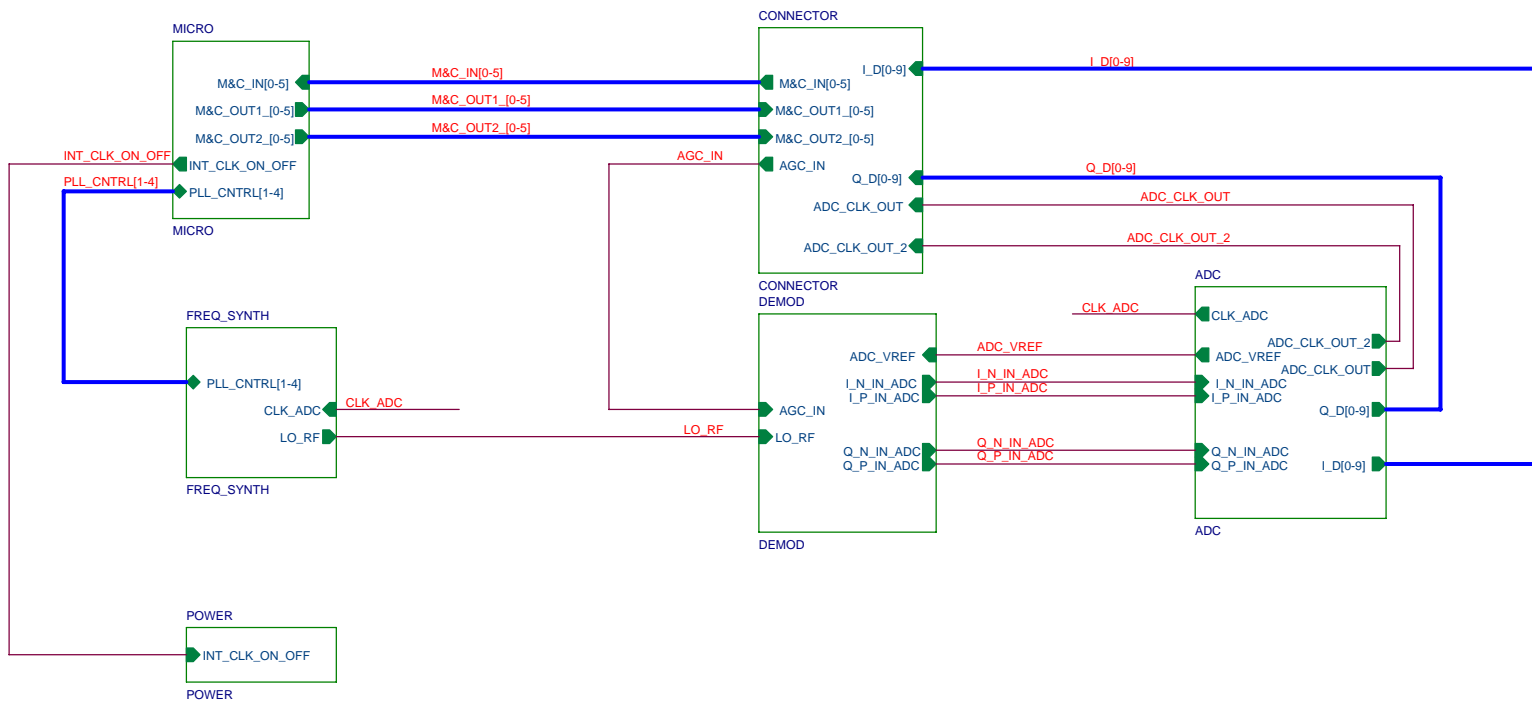 MICRO
M&C_IN[0-5]
M&C_OUT1_[0-5]
M&C_OUT2_[0-5]
INT_CLK_ON_OFF
PLL_CNTRL[1-4]
MICRO
INT_CLK_ON_OFF
PLL_CNTRL[1-4]
M&C_IN[0-5]
M&C_OUT1_[0-5]
M&C_OUT2_[0-5]
AGC_IN
CONNECTOR
I_D[0-9]
M&C_IN[0-5]
M&C_OUT1_[0-5]
M&C_OUT2_[0-5]
AGC_IN
Q_D[0-9]
ADC_CLK_OUT
ADC_CLK_OUT_2
CONNECTOR
I_D[0-9]
Q_D[0-9]
ADC_CLK_OUT
ADC_CLK_OUT_2
FREQ_SYNTH
PLL_CNTRL[1-4]
CLK_ADC
LO_RF
FREQ_SYNTH
CLK_ADC
LO_RF
DEMOD
ADC_VREF
I_N_IN_ADC
I_P_IN_ADC
AGC_IN
LO_RF
Q_N_IN_ADC
Q_P_IN_ADC
DEMOD
CLK_ADC
ADC_VREF
I_N_IN_ADC
I_P_IN_ADC
Q_N_IN_ADC
Q_P_IN_ADC
ADC
CLK_ADC
ADC_CLK_OUT_2
ADC_VREF
ADC_CLK_OUT
I_N_IN_ADC
I_P_IN_ADC
Q_D[0-9]
Q_N_IN_ADC
Q_P_IN_ADC
I_D[0-9]
ADC
POWER
INT_CLK_ON_OFF
POWER